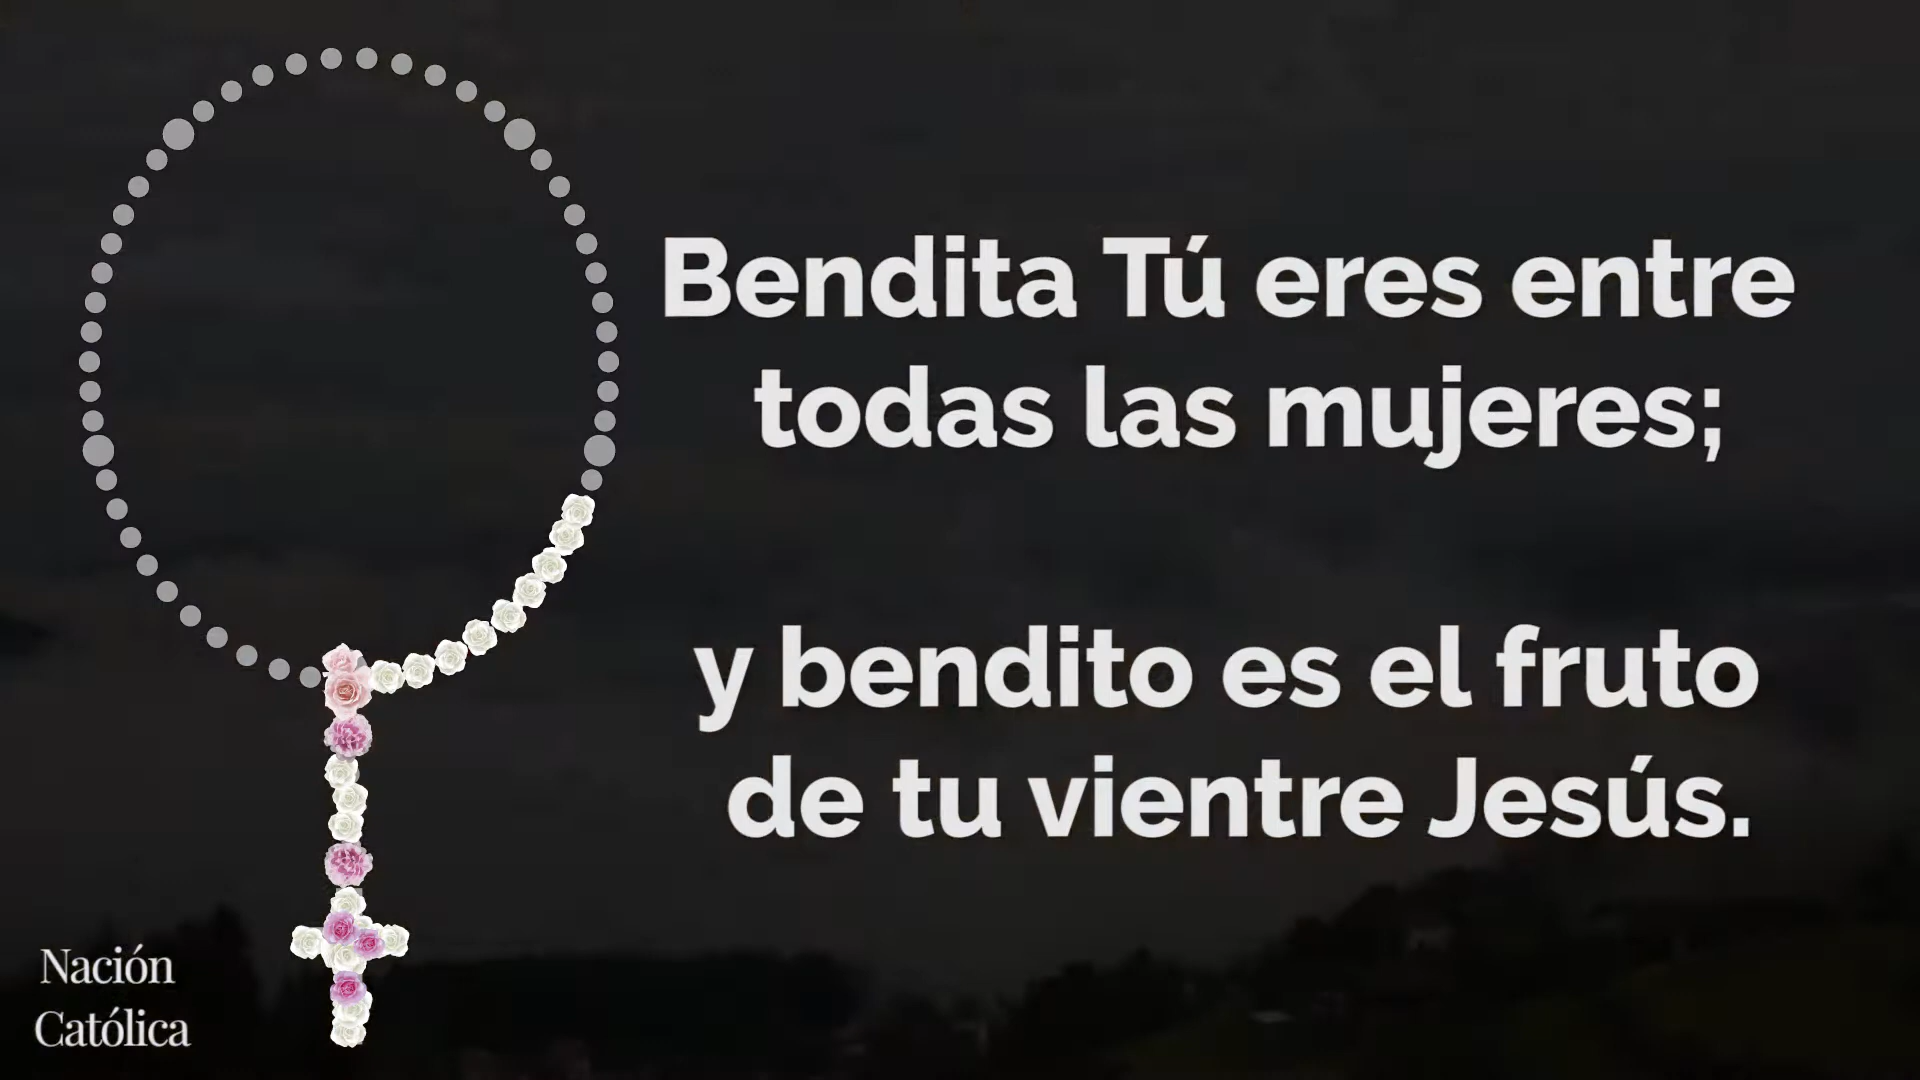 Bendita Tú eres entre
todas las mujeres;
y bendito es el fruto
de tu vientre Jesús.
Nación
Católica